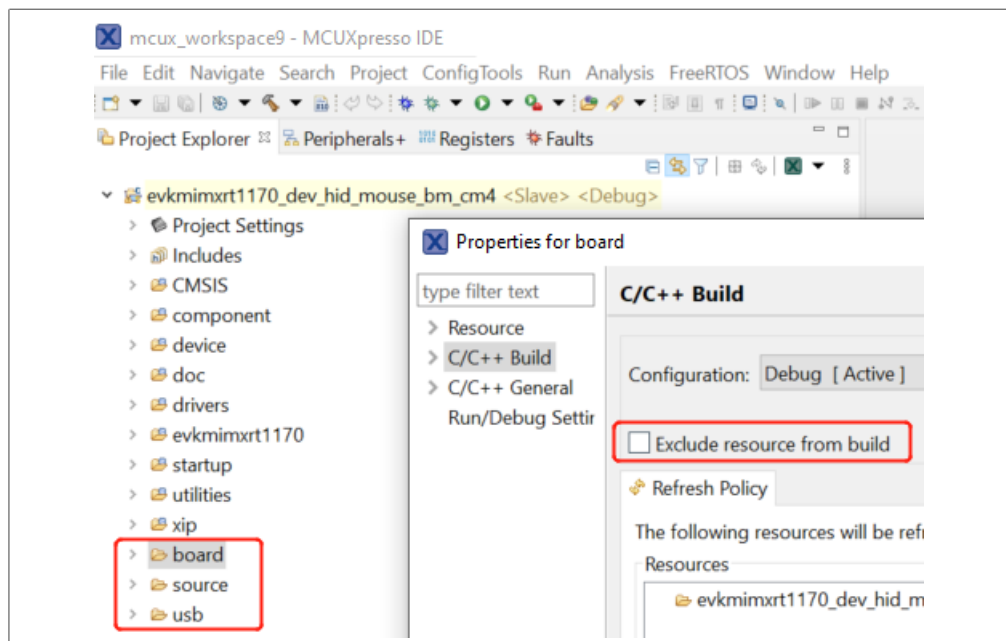 mcux_workspace9 - MCUXpresso IDE
File Edit Navigate Search Project ConfigTools Run Analysis FreeRTOS Window Help
Project Explorer Peripherals+ Registers Faults
evkmimxrt1170_dev_hid_mouse_bm_cm4 <Slave> <Debug>
Project Settings
Includes
CMSIS
component
device
doc
drivers
evkmimxrt1170
startup
utilities
xip
board
source
usb
Properties for board
type filter text
Resource
C/C++ Build
C/C++ General
Run/Debug Settir
C/C++ Build
Configuration: Debug [ Active ]
Exclude resource from build
Refresh Policy
The following resources will be refr
Resources
evkmimxrt1170_dev_hid_m